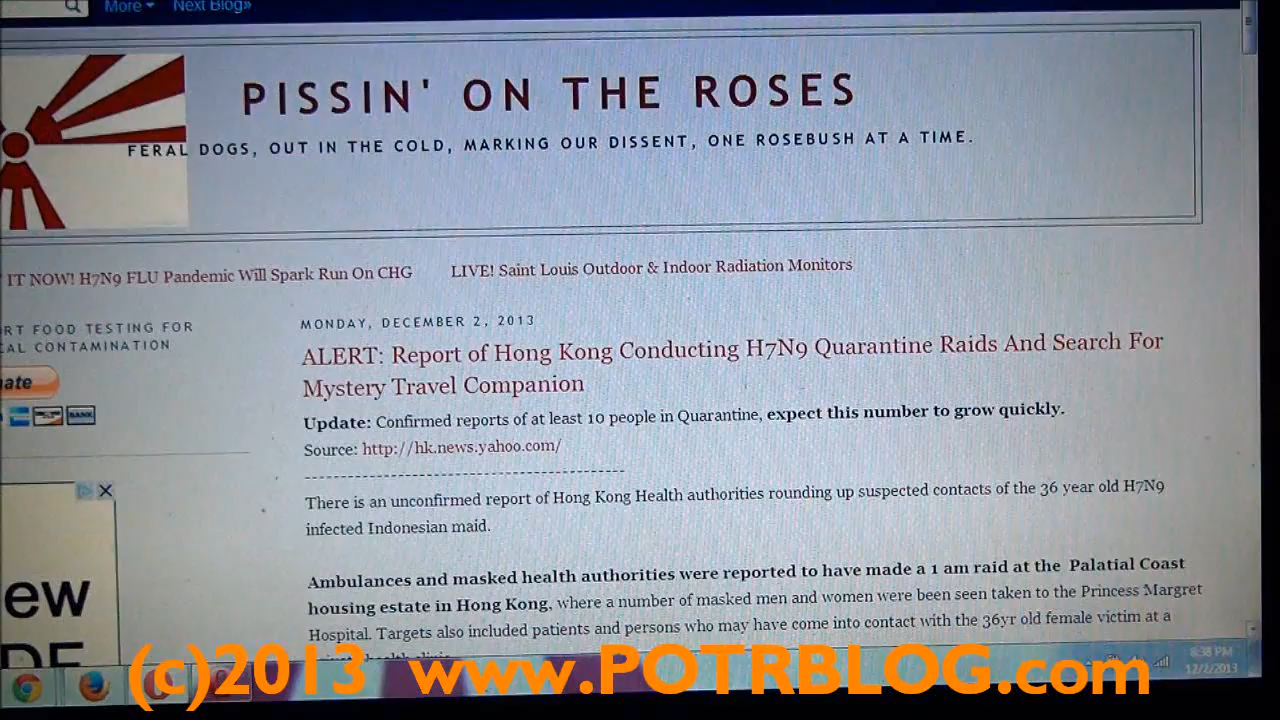 More Next Blog»
PISSIN' ON THE ROSES
FERAL DOGS, OUT IN THE COLD, MARKING OUR DISSENT, ONE ROSEBUSH AT A TIME.
IT NOW! H7N9 FLU Pandemic Will Spark Run On CHG LIVE! Saint Louis Outdoor & Indoor Radiation Monitors
RT FOOD TESTING FOR
AL CONTAMINATION
ate
BANK
MONDAY, DECEMBER 2, 2013
ALERT: Report of Hong Kong Conducting H7N9 Quarantine Raids And Search For
Mystery Travel Companion
Update: Confirmed reports of at least 10 people in Quarantine, expect this number to grow quickly.
Source: http://hk.news.yahoo.com/
There is an unconfirmed report of Hong Kong Health authorities rounding up suspected contacts of the 36 year old H7N9
infected Indonesian maid.
Ambulances and masked health authorities were reported to have made a 1 am raid at the Palatial Coast
housing estate in Hong Kong, where a number of masked men and women were been seen taken to the Princess Margret
Hospital. Targets also included patients and persons who may have come into contact with the 36yr old female victim at a
ew
8:38 PM
12/2/2013
(c)2013 www.POTRBLOG.com